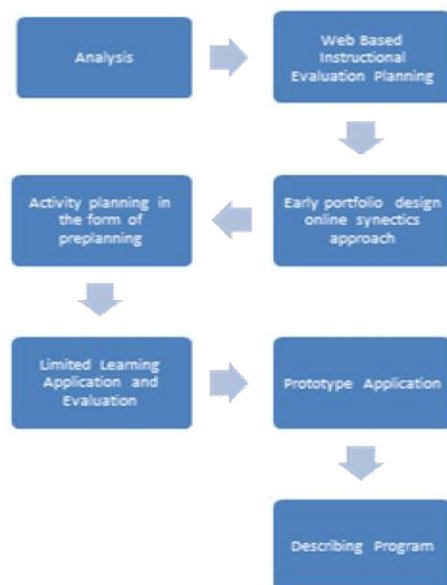 Analysis
Web Based
Instructional
Evaluation Planning
Early portfolio design
online synectics
approach
Activity planning in
the form of
preplanning
Limited Learning
Application and
Evaluation
Prototype Application
Describing Program